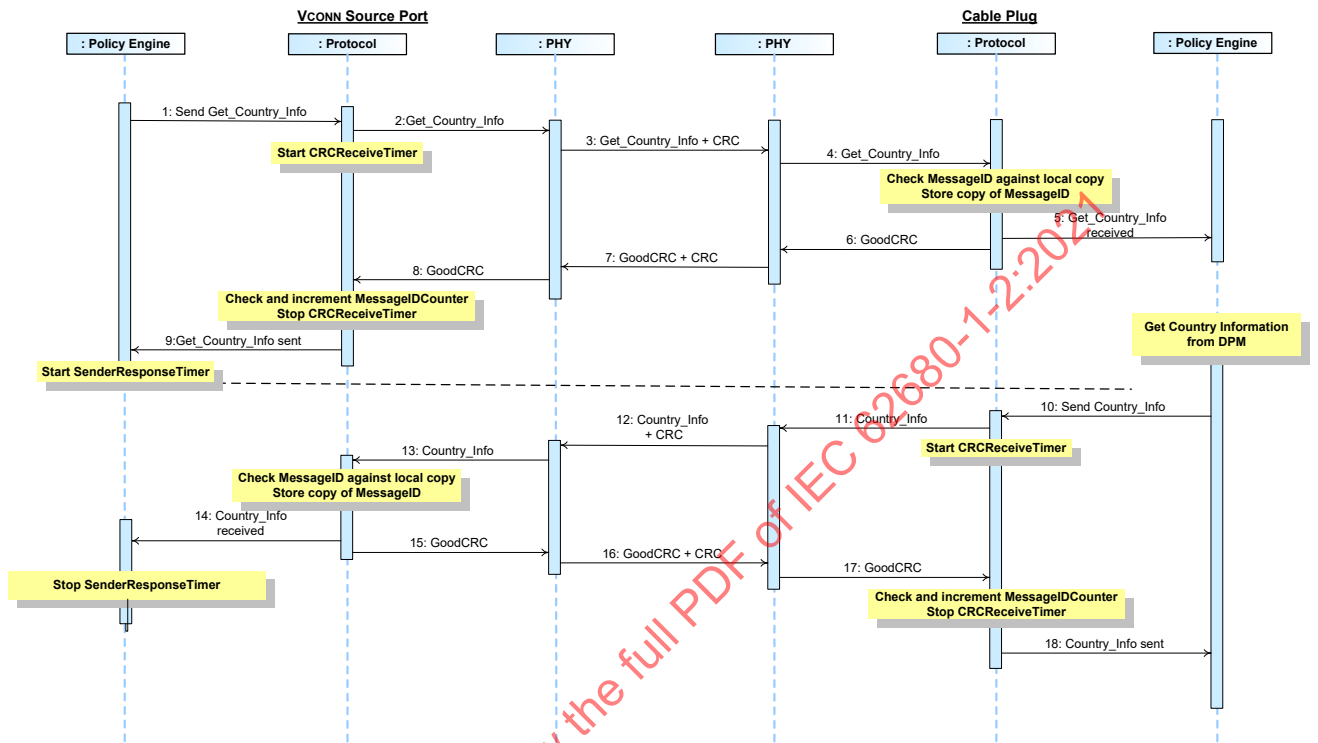 VCONN Source Port
Cable Plug
: Policy Engine
: Protocol
: PHY
: PHY
: Protocol
: Policy Engine
1: Send Get_Country_Info
2:Get_Country_Info
Start CRCReceiveTimer
3: Get_Country_Info + CRC
4: Get_Country_Info
Check MessageID against local copy
Store copy of MessageID
5: Get_Country_Info
received
6: GoodCRC
7: GoodCRC + CRC
8: GoodCRC
Check and increment MessageIDCounter
Stop CRCReceiveTimer
9:Get_Country_Info sent
Start SenderResponseTimer
Get Country Information
from DPM
10: Send Country_Info
11: Country_Info
Start CRCReceiveTimer
12: Country_Info
+ CRC
13: Country_Info
Check MessageID against local copy
Store copy of MessageID
14: Country_Info
received
15: GoodCRC
16: GoodCRC + CRC
17: GoodCRC
Stop SenderResponseTimer
Check and increment MessageIDCounter
Stop CRCReceiveTimer
18: Country_Info sent
the full PDF of IEC 62680-1-2:2021